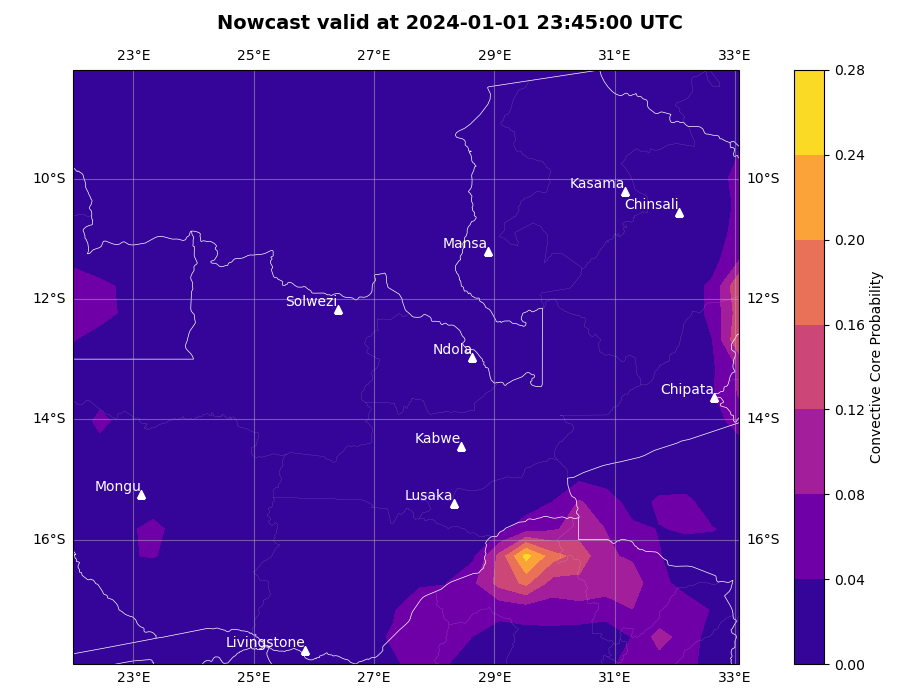 Nowcast valid at 2024-01-01 23:45:00 UTC
23°E 25°E 27°E 29°E 31°E 33°E
0.28
0.24
0.20
0.16
0.12
0.08
0.04
0.00
Convective Core Probability
10°S 10°S
12°S 12°S
14°S 14°S
16°S 16°S
Kasama
Chinsali
Mansa
Solwezi
Ndola
Chipata
Kabwe
Mongu
Lusaka
Livingstone
23°E 25°E 27°E 29°E 31°E 33°E